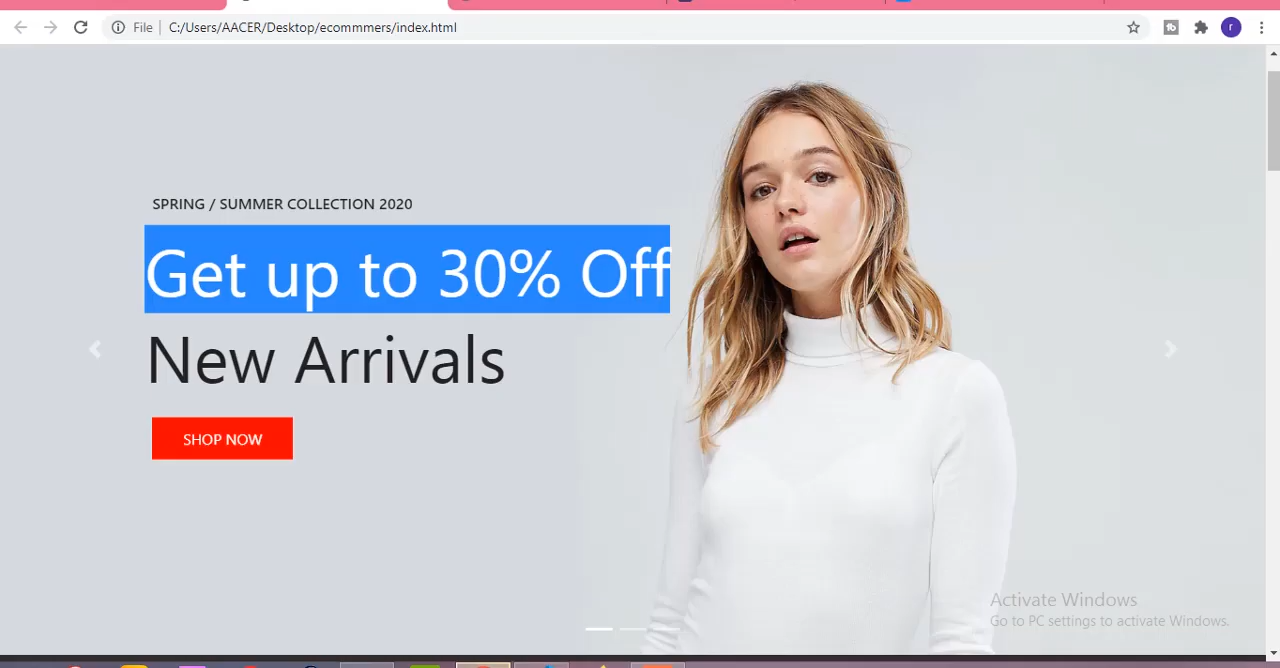 File | C:/Users/AACER/Desktop/ecommmers/index.html
r
SPRING / SUMMER COLLECTION 2020
Get up to 30% Off
New Arrivals
SHOP NOW
Activate Windows
Go to PC settings to activate Windows.